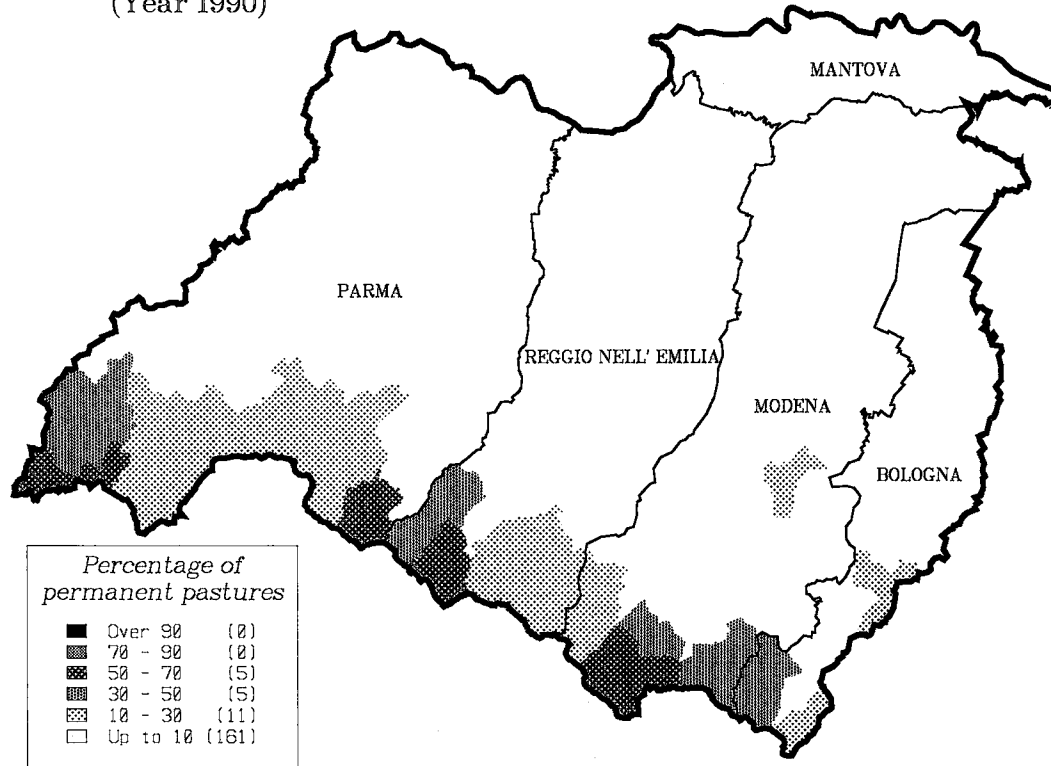 (Year 1990)
MANTOVA
PARMA
REGGIO NELL' EMILIA
MODENA
BOLOGNA
Percentage of
permanent pastures
Over 90 (0)
70 - 90 (0)
50 - 70 (5)
30 - 50 (5)
10 - 30 (11)
Up to 10 (161)